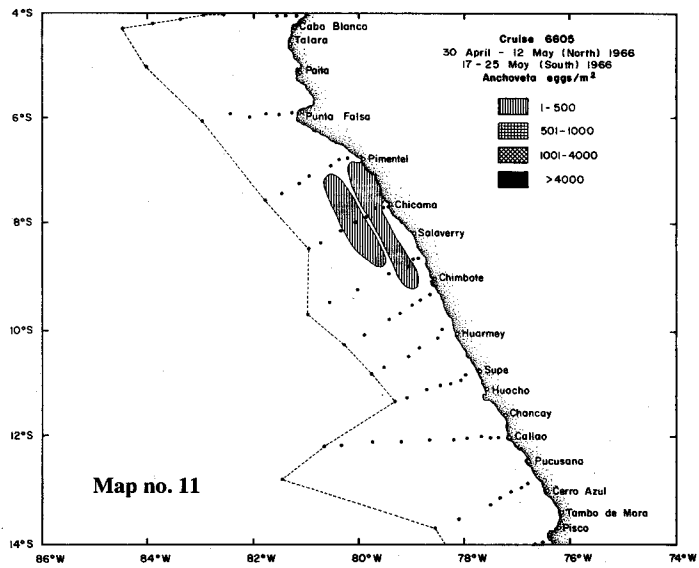 4°S
Cabo Blanco
Talara
Paita
Cruise 6605
30 April - 12 May (North) 1966
17 - 25 May (South) 1966
Anchoveta eggs/m²
1-500
501-1000
1001-4000
>4000
6°S
Punta Falsa
Pimentel
Chicama
8°S
Salaverry
Chimbote
10°S
Huarmey
Supe
Huacho
Chancay
12°S
Callao
Pucusana
Map no. 11
Cerro Azul
Tambo de Mora
Pisco
14°S
86°W
84°W
82°W
80°W
78°W
76°W
74°W